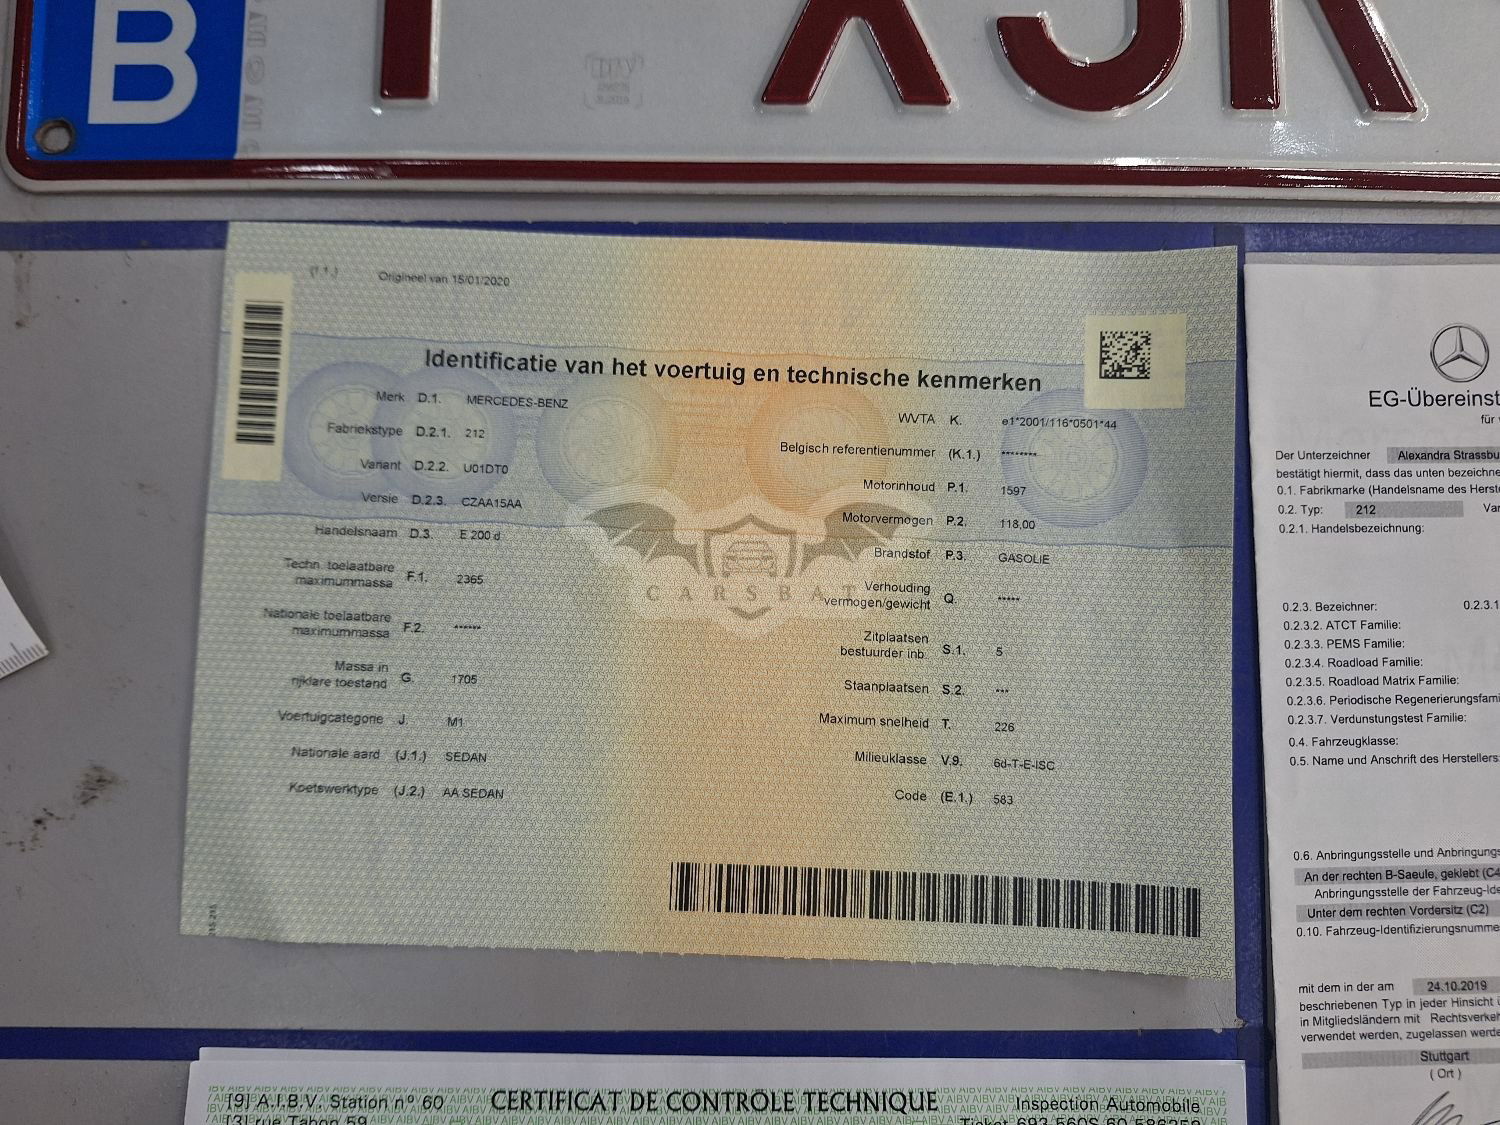 B
Origineel van 15/01/2020
Identificatie van het voertuig en technische kenmerken
Merk D.1. MERCEDES-BENZ
Fabriekstype D.2.1. 212
Variant D.2.2. U01DT0
Versie D.2.3. CZAA15AA
Handelsnaam D.3. E 200 d
Techn. toelaatbare
maximummassa F.1. 2365
Nationale toelaatbare
maximummassa F.2. ******
Massa in
rijklare toestand G. 1705
Voertuigcategorie J. M1
Nationale aard (J.1.) SEDAN
Koetswerktype (J.2.) AA SEDAN
WVTA K. e1*2001/116*0501*44
Belgisch referentienummer (K.1.) ********
Motorinhoud P.1. 1597
Motorvermogen P.2. 118,00
Brandstof P.3. GASOLIE
Verhouding
vermogen/gewicht Q. *****
Zitplaatsen
bestuurder inb. S.1. 5
Staanplaatsen S.2. ***
Maximum snelheid T. 226
Milieuklasse V.9. 6d-T-E-ISC
Code (E.1.) 583
CARSBAT
EG-Übereinst
für
Der Unterzeichner Alexandra Strassbu
bestätigt hiermit, dass das unten bezeichne
0.1. Fabrikmarke (Handelsname des Herste
0.2. Typ: 212 Var
0.2.1. Handelsbezeichnung:
0.2.3. Bezeichner: 0.2.3.1
0.2.3.2. ATCT Familie:
0.2.3.3. PEMS Familie:
0.2.3.4. Roadload Familie:
0.2.3.5. Roadload Matrix Familie:
0.2.3.6. Periodische Regenerierungsfami
0.2.3.7. Verdunstungstest Familie:
0.4. Fahrzeugklasse:
0.5. Name und Anschrift des Herstellers:
0.6. Anbringungsstelle und Anbringungs
An der rechten B-Saeule, geklebt (C4
Anbringungsstelle der Fahrzeug-Ide
Unter dem rechten Vordersitz (C2)
0.10. Fahrzeug-Identifizierungsnumme
mit dem in der am 24.10.2019
beschriebenen Typ in jeder Hinsicht ü
in Mitgliedsländern mit Rechtsverkeh
verwendet werden, zugelassen werde
Stuttgart
( Ort )
[9] A.I.B.V. Station n° 60 CERTIFICAT DE CONTRÔLE TECHNIQUE Inspection Automobile